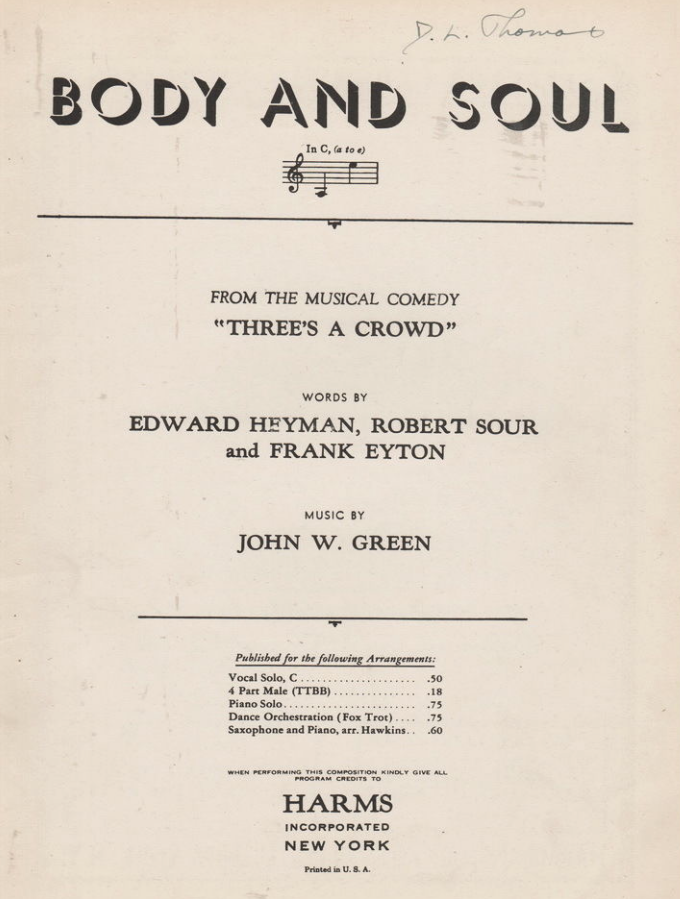 D. L. Thomas
BODY AND SOUL
In C, (a to e)
FROM THE MUSICAL COMEDY
"THREE'S A CROWD"
WORDS BY
EDWARD HEYMAN, ROBERT SOUR
and FRANK EYTON
MUSIC BY
JOHN W. GREEN
Published for the following Arrangements:
Vocal Solo, C ...................... .50
4 Part Male (TTBB) ............... .18
Piano Solo ........................ .75
Dance Orchestration (Fox Trot) .... .75
Saxophone and Piano, arr. Hawkins.. .60
WHEN PERFORMING THIS COMPOSITION KINDLY GIVE ALL
PROGRAM CREDITS TO
HARMS
INCORPORATED
NEW YORK
Printed in U. S. A.